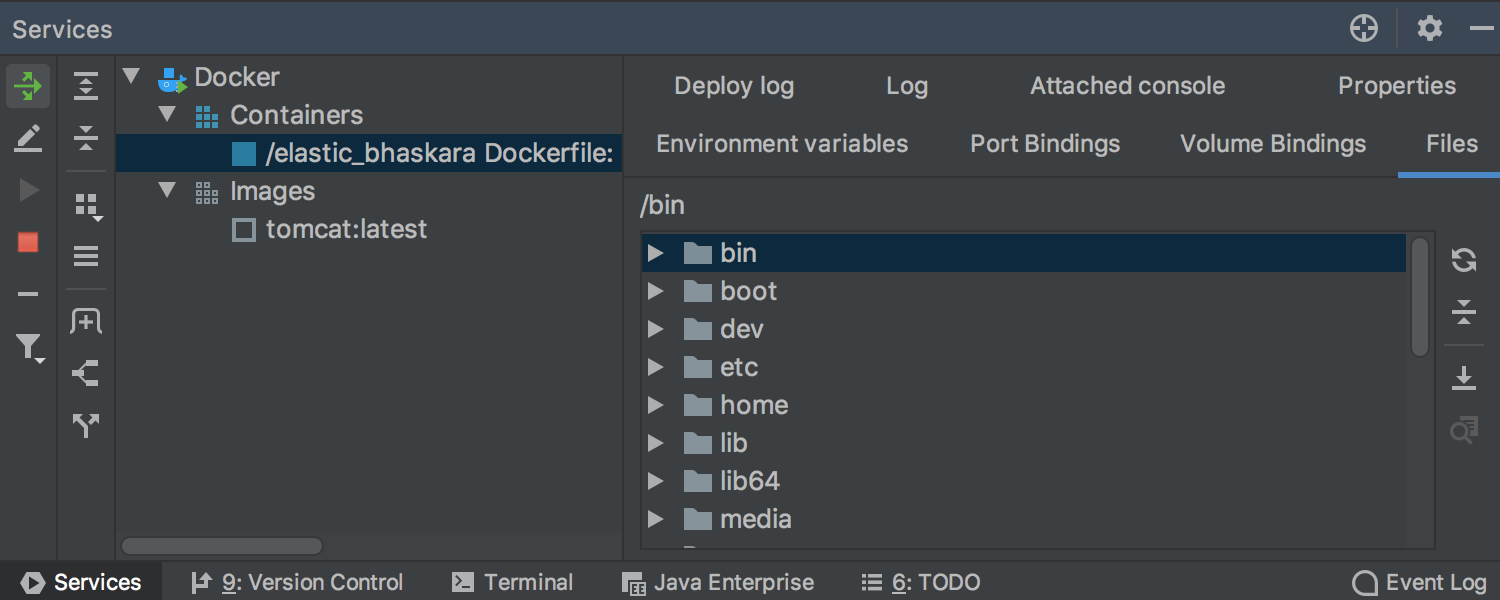 Services
Docker
Containers
/elastic_bhaskara Dockerfile:
Images
tomcat:latest
Deploy log Log Attached console Properties
Environment variables Port Bindings Volume Bindings Files
/bin
bin
boot
dev
etc
home
lib
lib64
media
Services 9: Version Control Terminal Java Enterprise 6: TODO Event Log